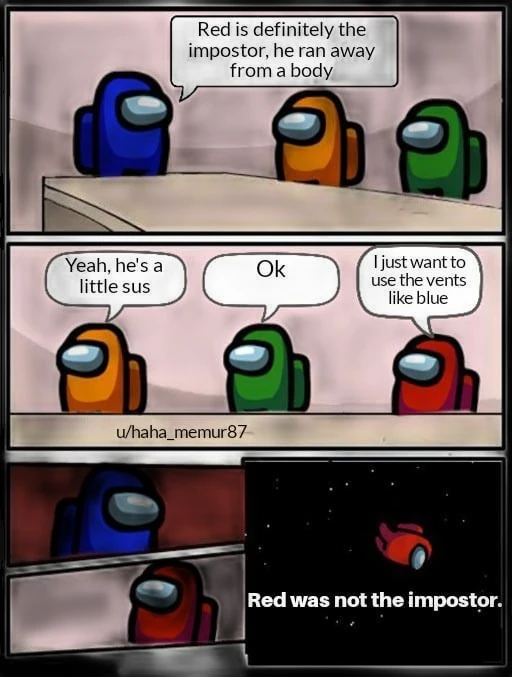 Red is definitely the
impostor, he ran away
from a body
Yeah, he's a
little sus
Ok
I just want to
use the vents
like blue
u/haha_memur87
Red was not the impostor.